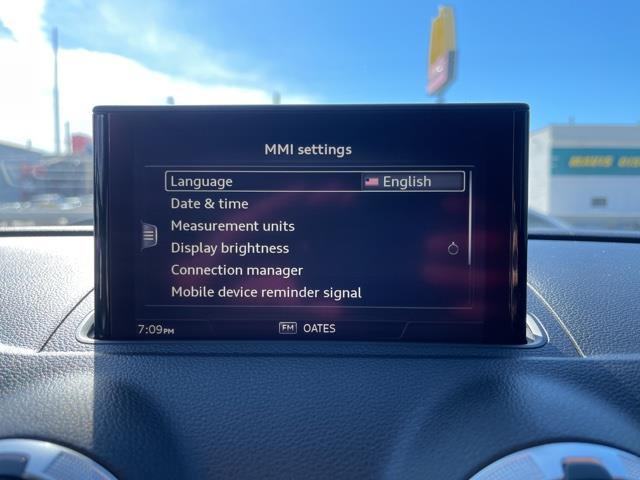 MMI settings
Language English
Date & time
Measurement units
Display brightness
Connection manager
Mobile device reminder signal
7:09PM FM OATES